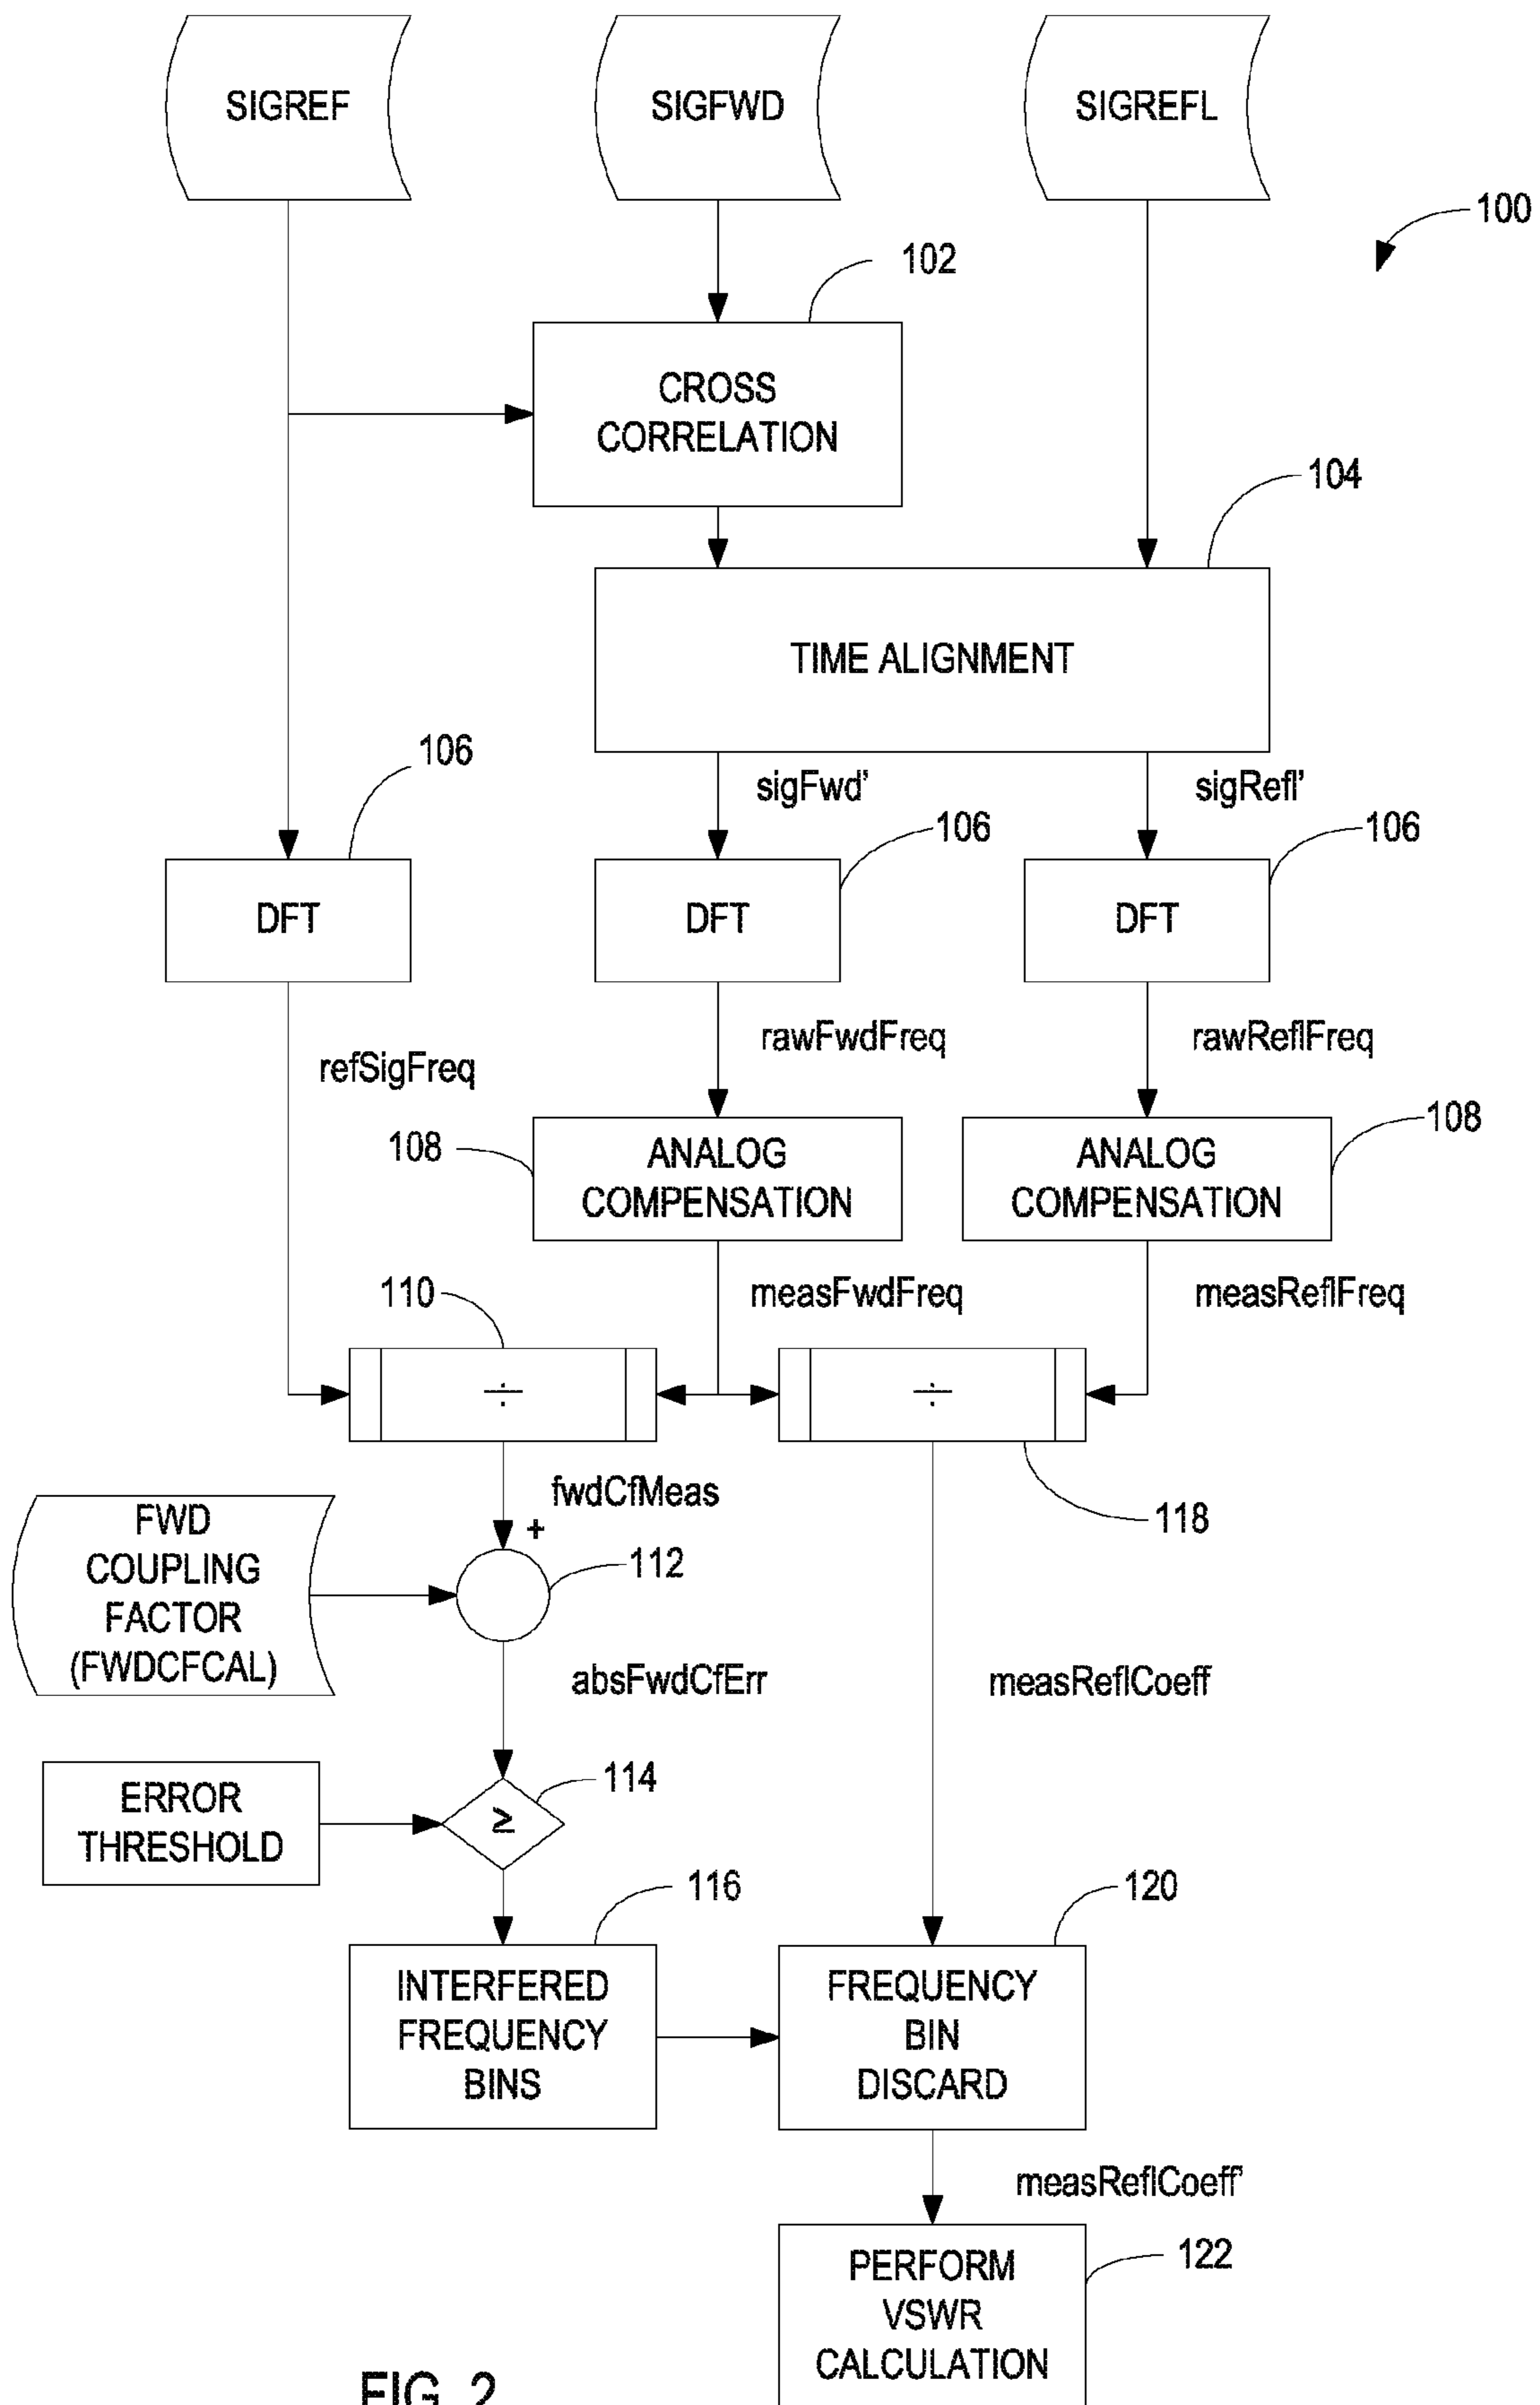 SIGREF
SIGFWD
SIGREFL
100
102
CROSS
CORRELATION
104
TIME ALIGNMENT
106
sigFwd'
sigRefl'
106
106
DFT
DFT
DFT
refSigFreq
rawFwdFreq
rawReflFreq
108
ANALOG
COMPENSATION
ANALOG
COMPENSATION
108
110
measFwdFreq
measReflFreq
÷
÷
fwdCfMeas
118
+
FWD
COUPLING
FACTOR
(FWDCFCAL)
112
absFwdCfErr
measReflCoeff
ERROR
THRESHOLD
≥
114
116
120
INTERFERED
FREQUENCY
BINS
FREQUENCY
BIN
DISCARD
measReflCoeff'
PERFORM
VSWR
CALCULATION
122
FIG. 2